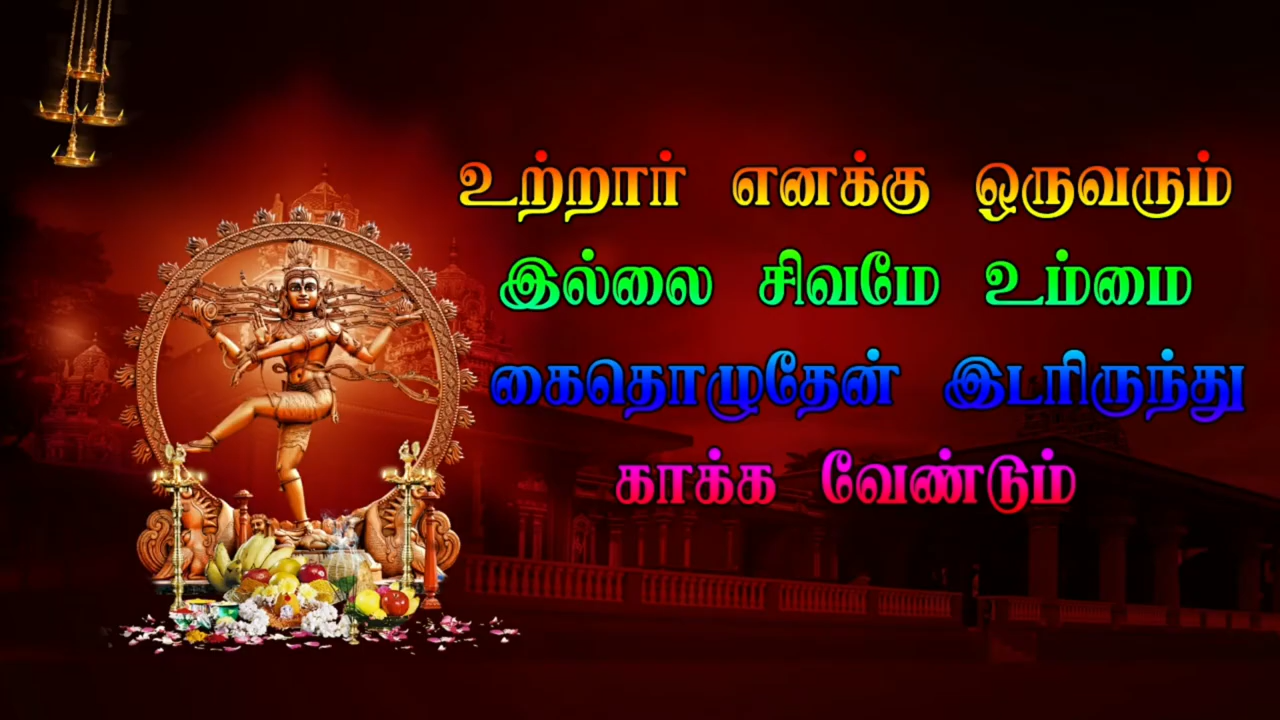 உற்றார் எனக்கு ஒருவரும்
இல்லை சிவமே உம்மை
கைதொழுதேன் இடரிருந்து
காக்க வேண்டும்